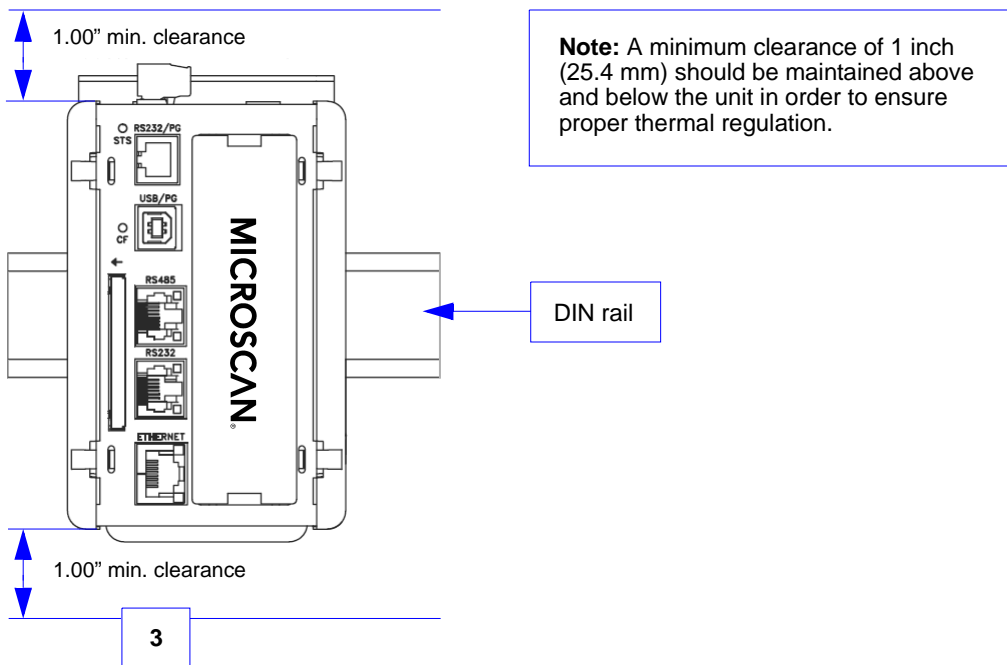 1.00” min. clearance
Note: A minimum clearance of 1 inch
(25.4 mm) should be maintained above
and below the unit in order to ensure
proper thermal regulation.
RS232/PG
STS
USB/PG
CF
RS485
RS232
ETHERNET
MICROSCAN®
DIN rail
1.00” min. clearance
3